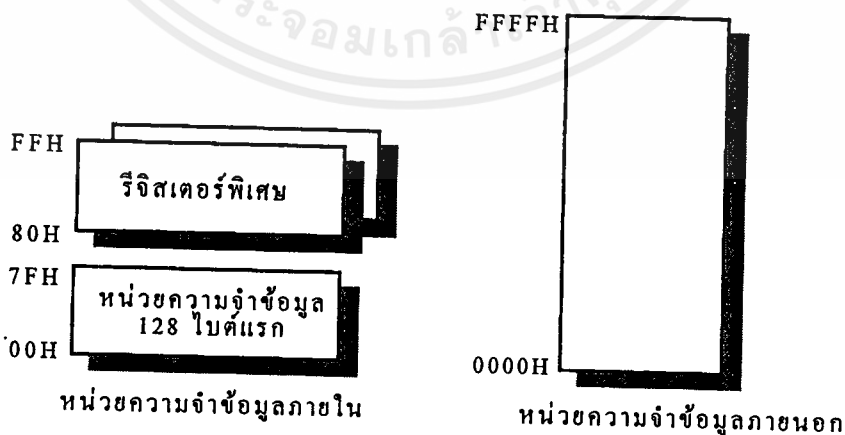 FFFFH
FFH
รีจิสเตอร์พิเศษ
80H
7FH
หน่วยความจำข้อมูล
128 ไบต์แรก
00H
0000H
หน่วยความจำข้อมูลภายใน
หน่วยความจำข้อมูลภายนอก